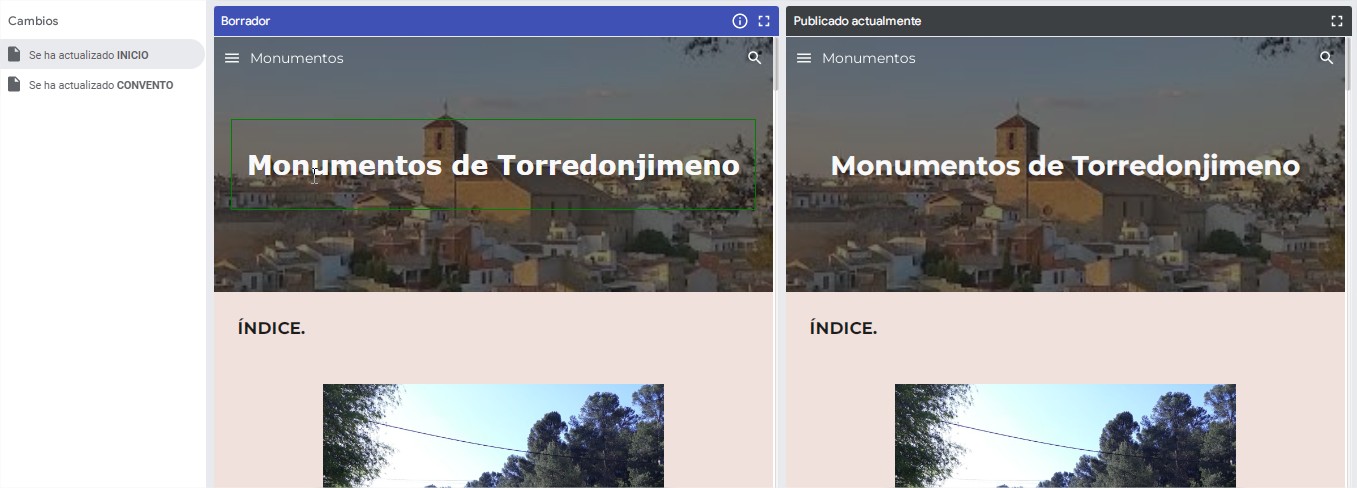 Cambios
Se ha actualizado INICIO
Se ha actualizado CONVENTO
Borrador
Monumentos
Monumentos de Torredonjimeno
ÍNDICE.
Publicado actualmente
Monumentos
Monumentos de Torredonjimeno
ÍNDICE.